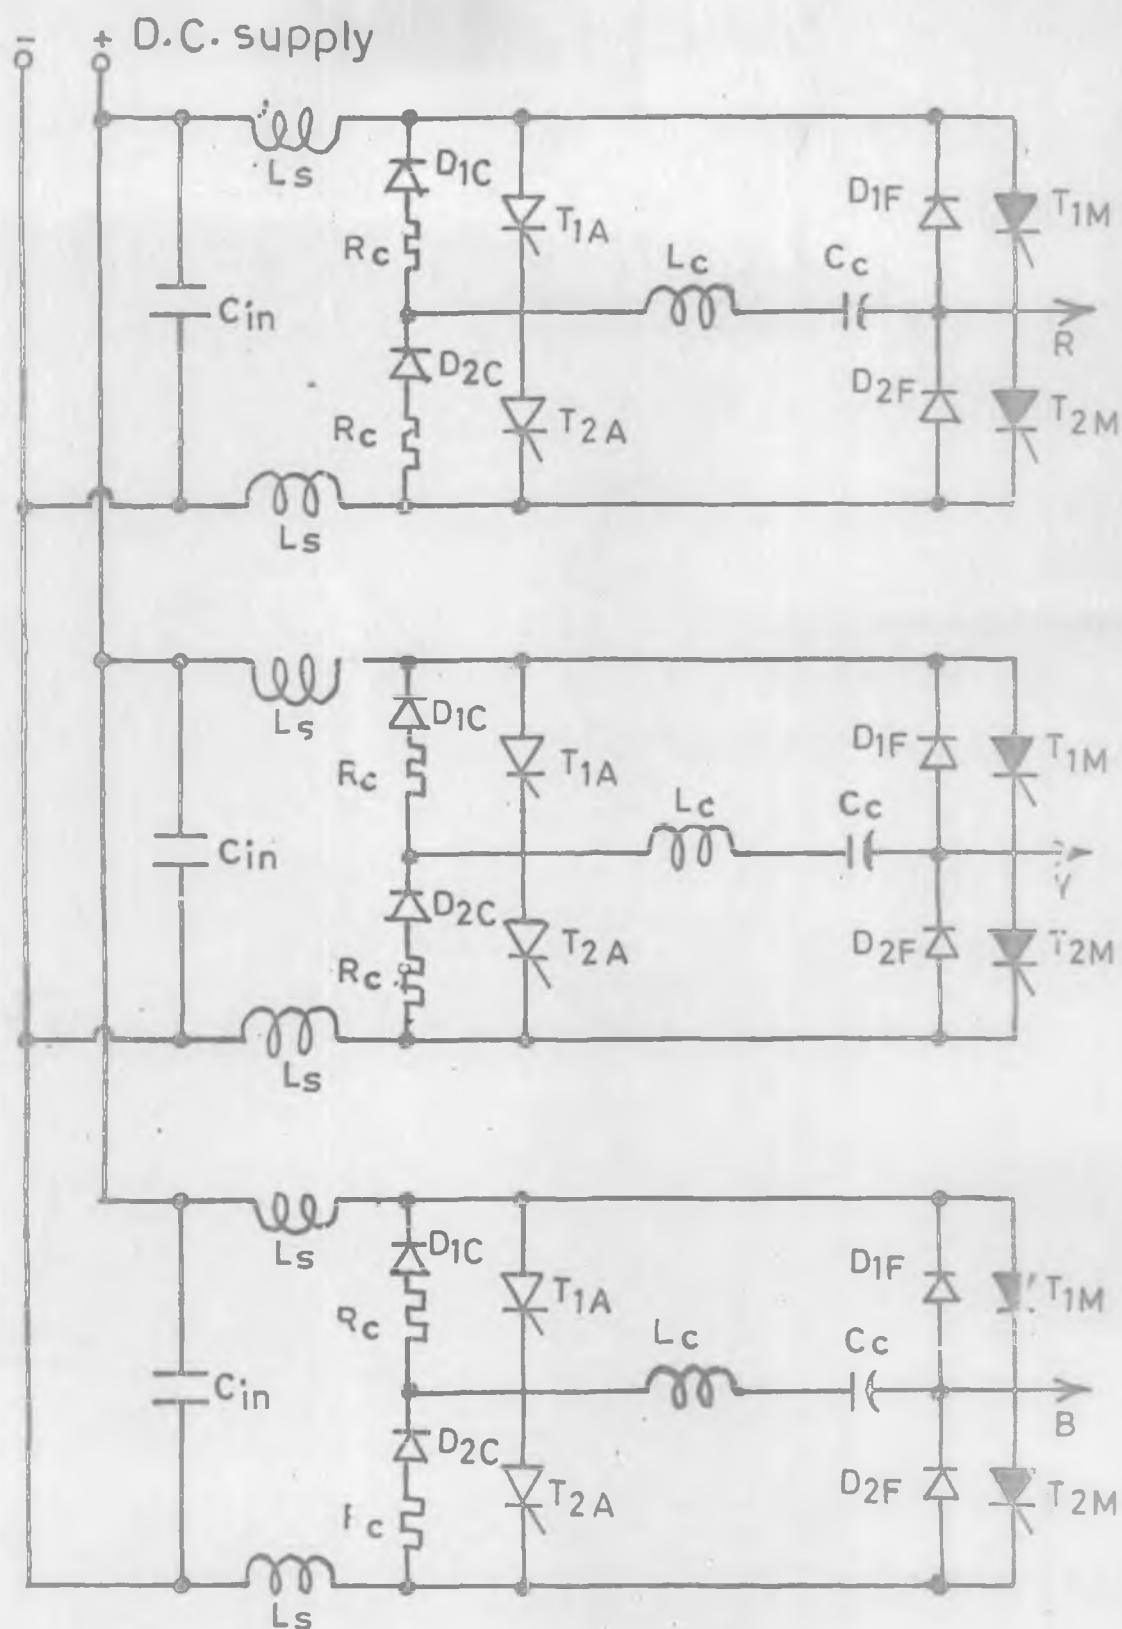 - + D.C. supply
Ls
D1C
T1A
D1F
T1M
Rc
Lc
Cc
Cin
R
D2C
D2F
T2M
Rc
T2A
Ls
Ls
D1C
D1F
T1M
Rc
T1A
Lc
Cc
Cin
Y
D2C
D2F
T2M
Rc
T2A
Ls
Ls
D1C
D1F
T1A
T1M
Rc
Lc
Cc
Cin
B
D2C
D2F
T2A
T2M
c
Ls